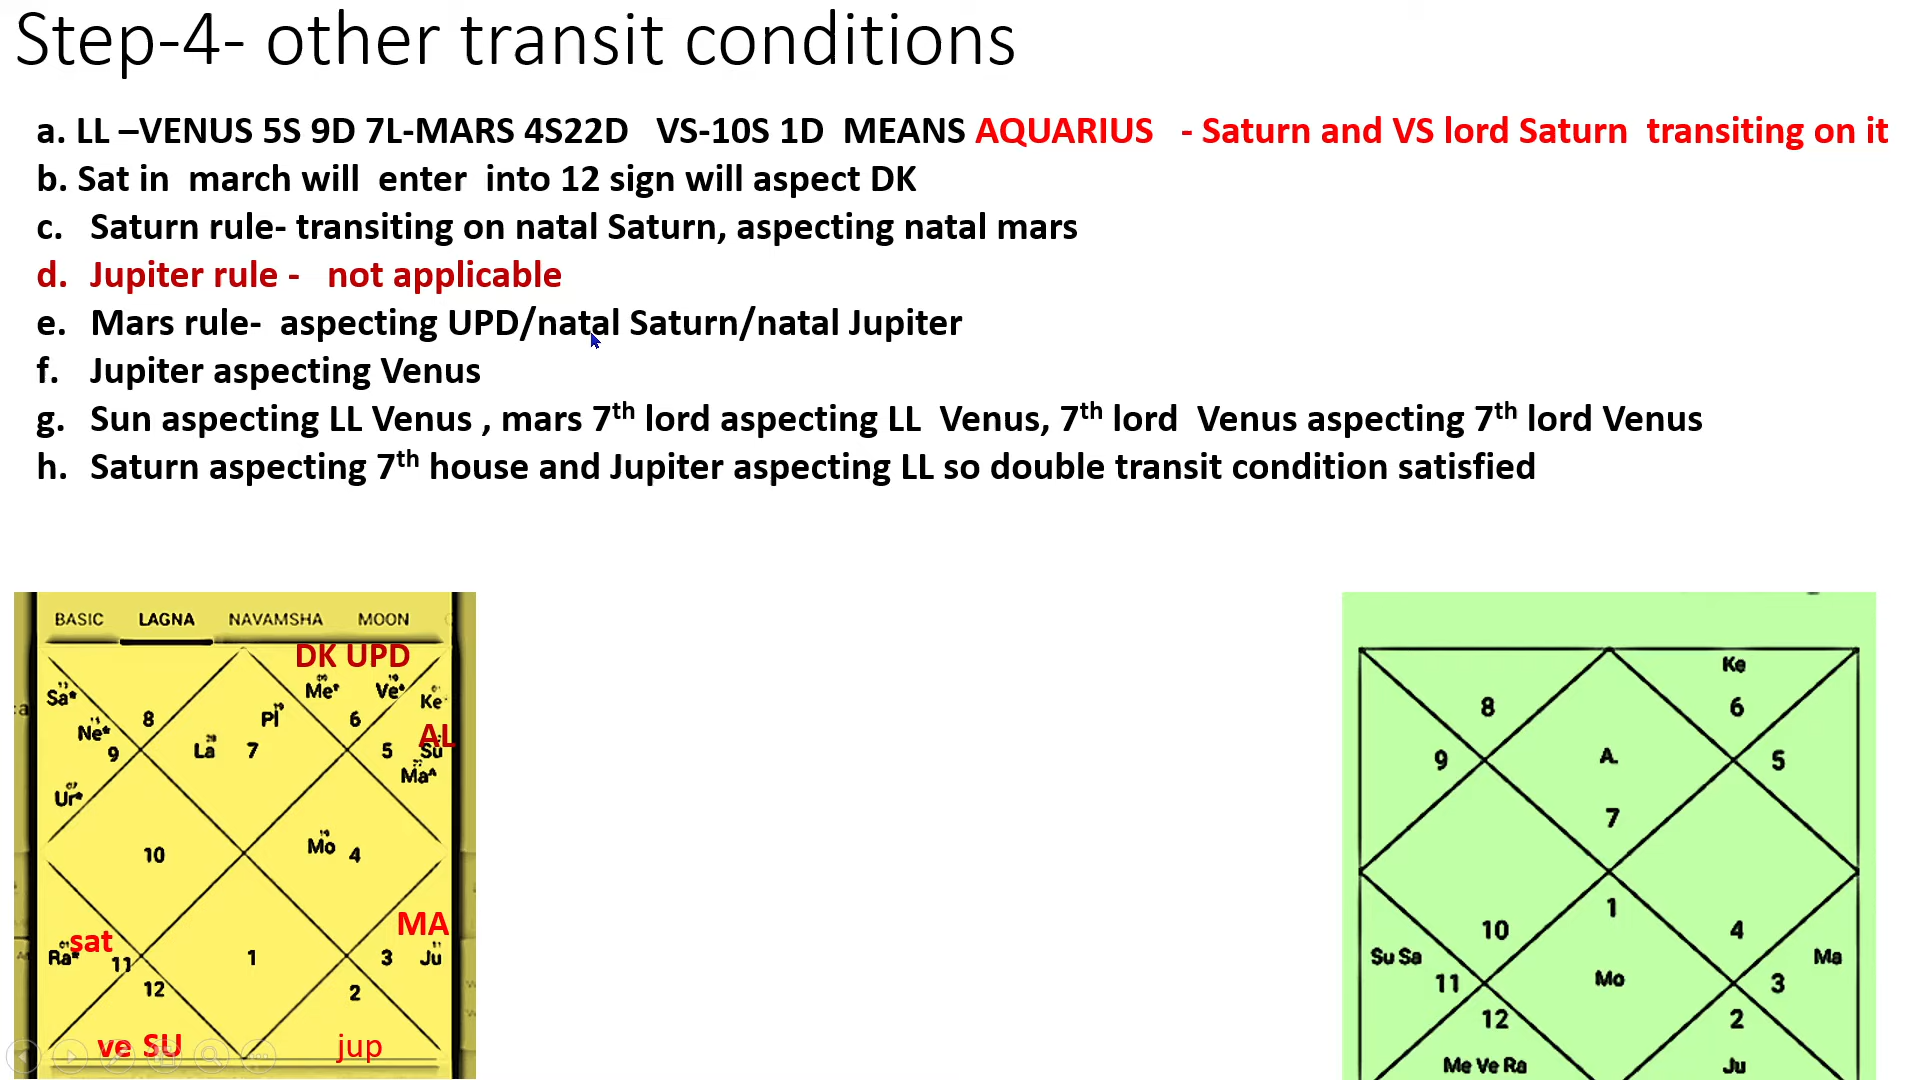 Step-4- other transit conditions
a. LL –VENUS 5S 9D 7L-MARS 4S22D VS-10S 1D MEANS AQUARIUS - Saturn and VS lord Saturn transiting on it
b. Sat in march will enter into 12 sign will aspect DK
c. Saturn rule- transiting on natal Saturn, aspecting natal mars
d. Jupiter rule - not applicable
e. Mars rule- aspecting UPD/natal Saturn/natal Jupiter
f. Jupiter aspecting Venus
g. Sun aspecting LL Venus , mars 7th lord aspecting LL Venus, 7th lord Venus aspecting 7th lord Venus
h. Saturn aspecting 7th house and Jupiter aspecting LL so double transit condition satisfied
BASIC LAGNA NAVAMSHA MOON
DK UPD
Sa* Me* Ve* Ke
8 Pl 6
Ne* AL
9 La 7 5 Su
Ma^
Ur*
10 Mo 4
MA
sat
Ra* 11 1 3 Ju
12 2
ve SU jup
Ke
8 6
9 A. 5
7
1
10 4
Su Sa Ma
11 Mo 3
12 2
Me Ve Ra Ju